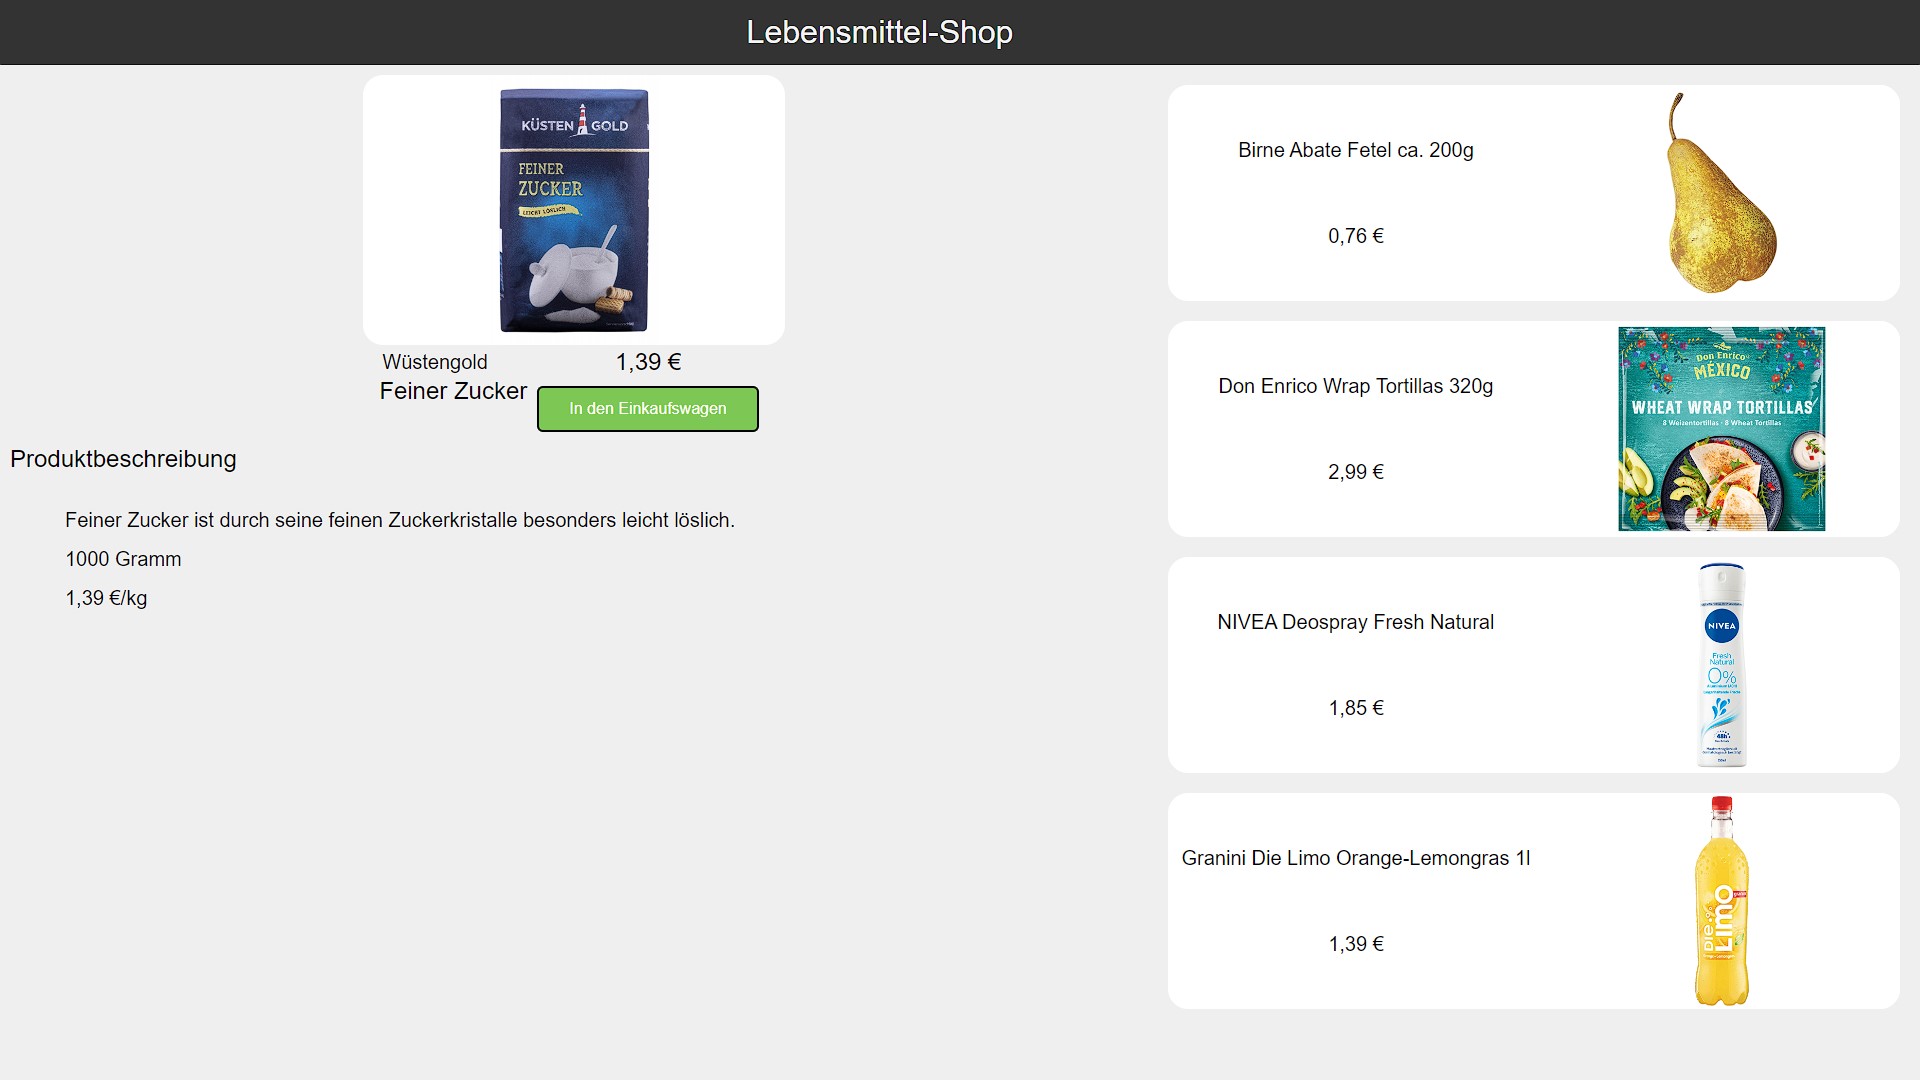 Lebensmittel-Shop
KÜSTEN GOLD
FEINER
ZUCKER
LEICHT LÖSLICH
Wüstengold
1,39 €
Feiner Zucker
In den Einkaufswagen
Produktbeschreibung
Feiner Zucker ist durch seine feinen Zuckerkristalle besonders leicht löslich.
1000 Gramm
1,39 €/kg
Birne Abate Fetel ca. 200g
0,76 €
Don Enrico Wrap Tortillas 320g
2,99 €
Don Enrico
MÉXICO
WHEAT WRAP TORTILLAS
8 Weizentortillas · 8 Wheat Tortillas
NIVEA Deospray Fresh Natural
1,85 €
NIVEA
Fresh
Natural
0%
48h
Granini Die Limo Orange-Lemongras 1l
1,39 €
DIE
LIMO